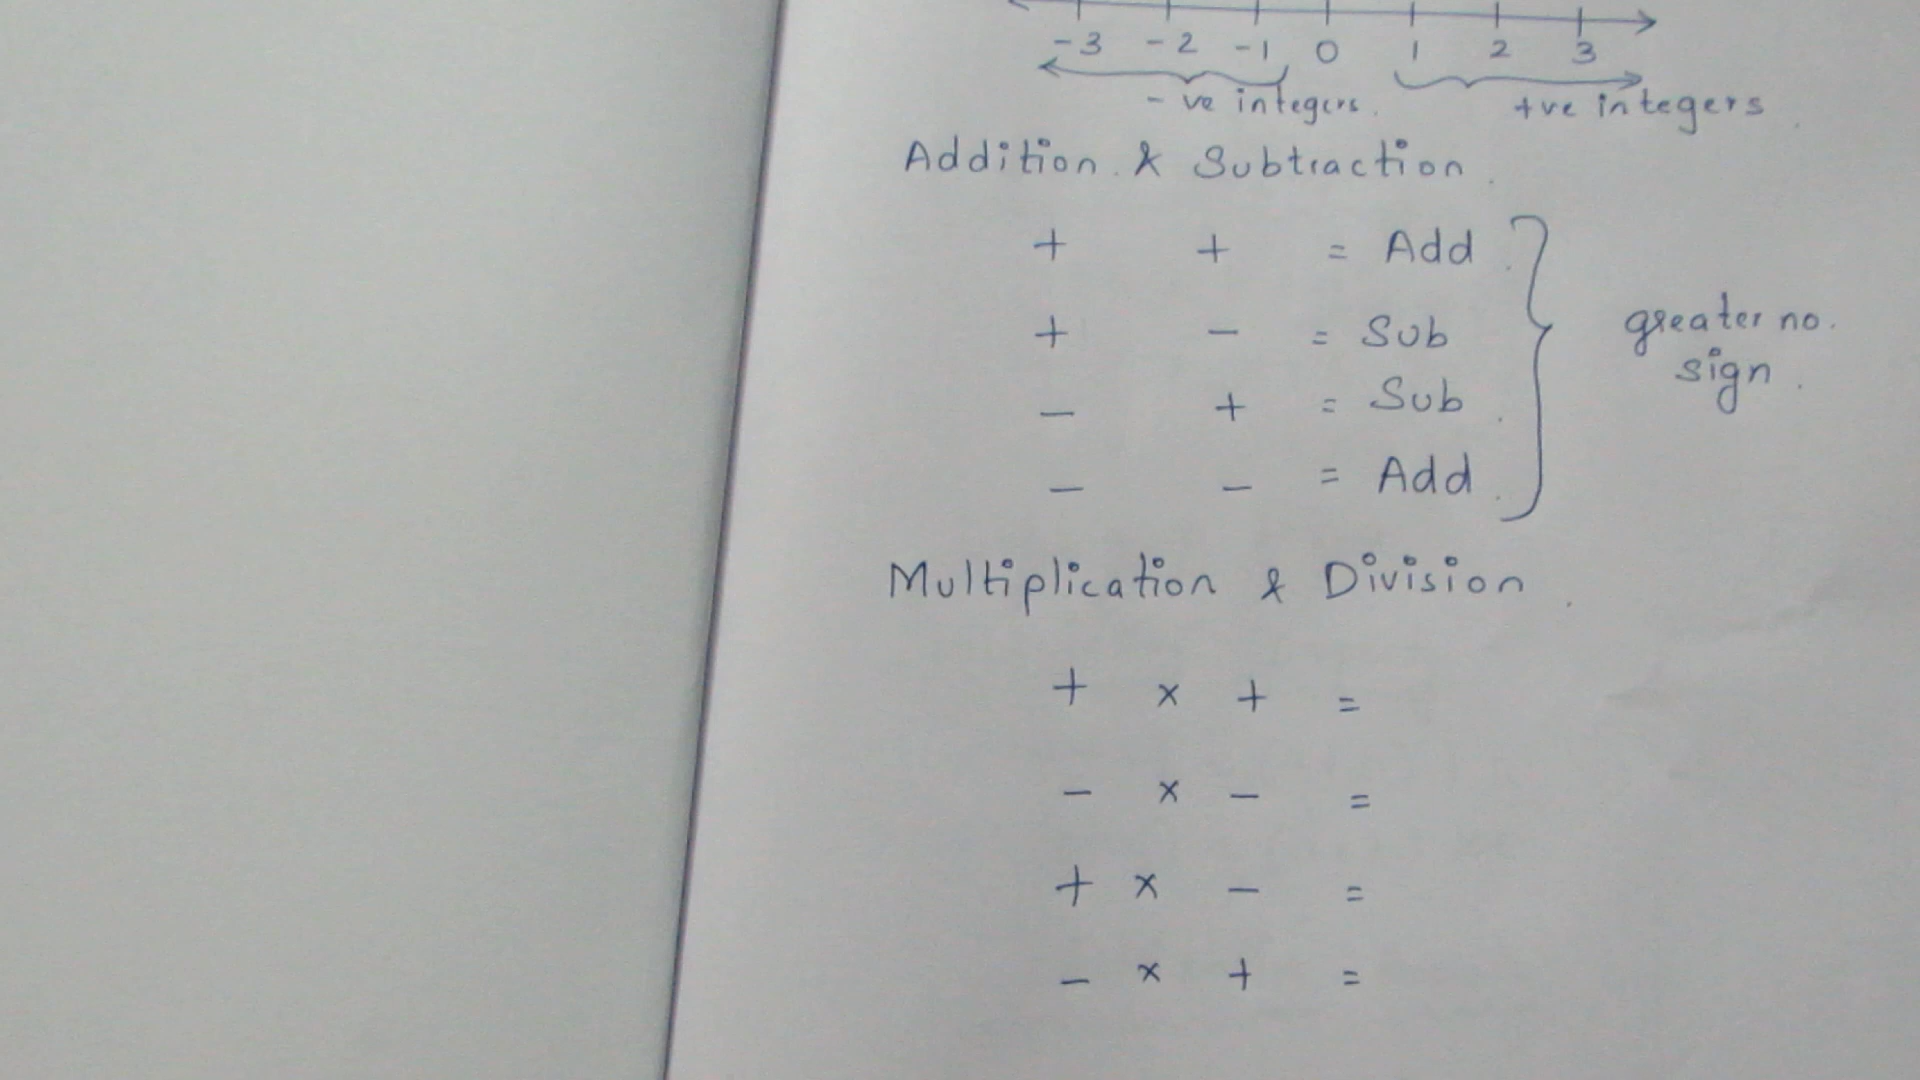 -3 -2 -1 0 1 2 3
-ve integers. +ve integers
Addition & Subtraction
+ + = Add
+ - = Sub
- + = Sub
- - = Add
greater no.
sign.
Multiplication & Division
+ x + =
- x - =
+ x - =
- x + =